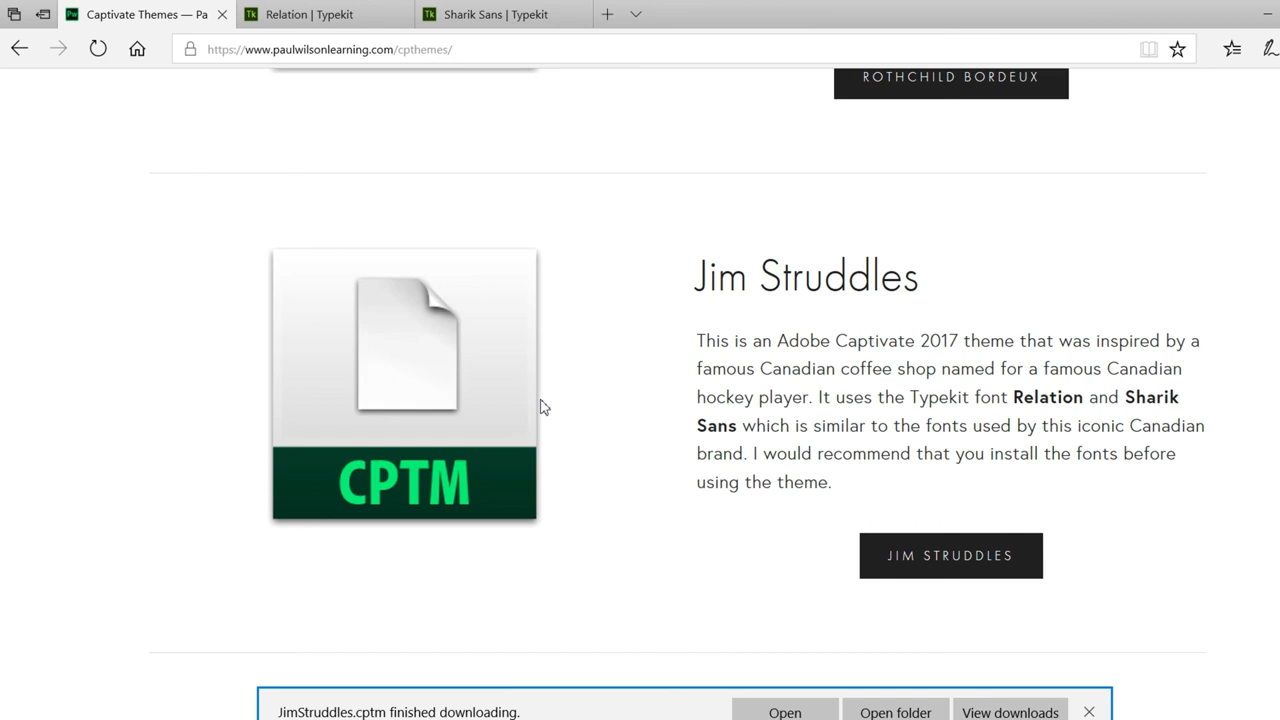 Pw Captivate Themes — Pa
Tk Relation | Typekit
Tk Sharik Sans | Typekit
https://www.paulwilsonlearning.com/cpthemes/
ROTHCHILD BORDEUX
Jim Struddles
This is an Adobe Captivate 2017 theme that was inspired by a
famous Canadian coffee shop named for a famous Canadian
hockey player. It uses the Typekit font Relation and Sharik
Sans which is similar to the fonts used by this iconic Canadian
brand. I would recommend that you install the fonts before
using the theme.
CPTM
JIM STRUDDLES
JimStruddles.cptm finished downloading.
Open
Open folder
View downloads